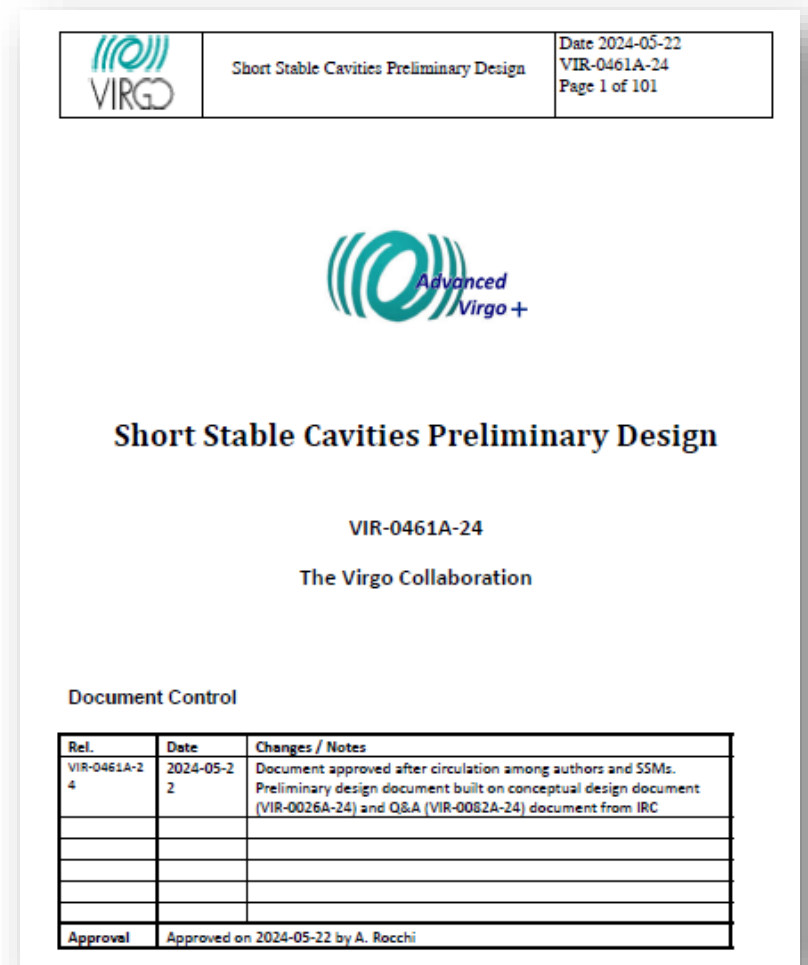 VIRGO
Short Stable Cavities Preliminary Design
Date 2024-05-22
VIR-0461A-24
Page 1 of 101
Advanced
Virgo+
Short Stable Cavities Preliminary Design
VIR-0461A-24
The Virgo Collaboration
Document Control
Rel. Date Changes / Notes
VIR-0461A-2
4
2024-05-2
2
Document approved after circulation among authors and SSMs.
Preliminary design document built on conceptual design document
(VIR-0026A-24) and Q&A (VIR-0082A-24) document from IRC
Approval Approved on 2024-05-22 by A. Rocchi